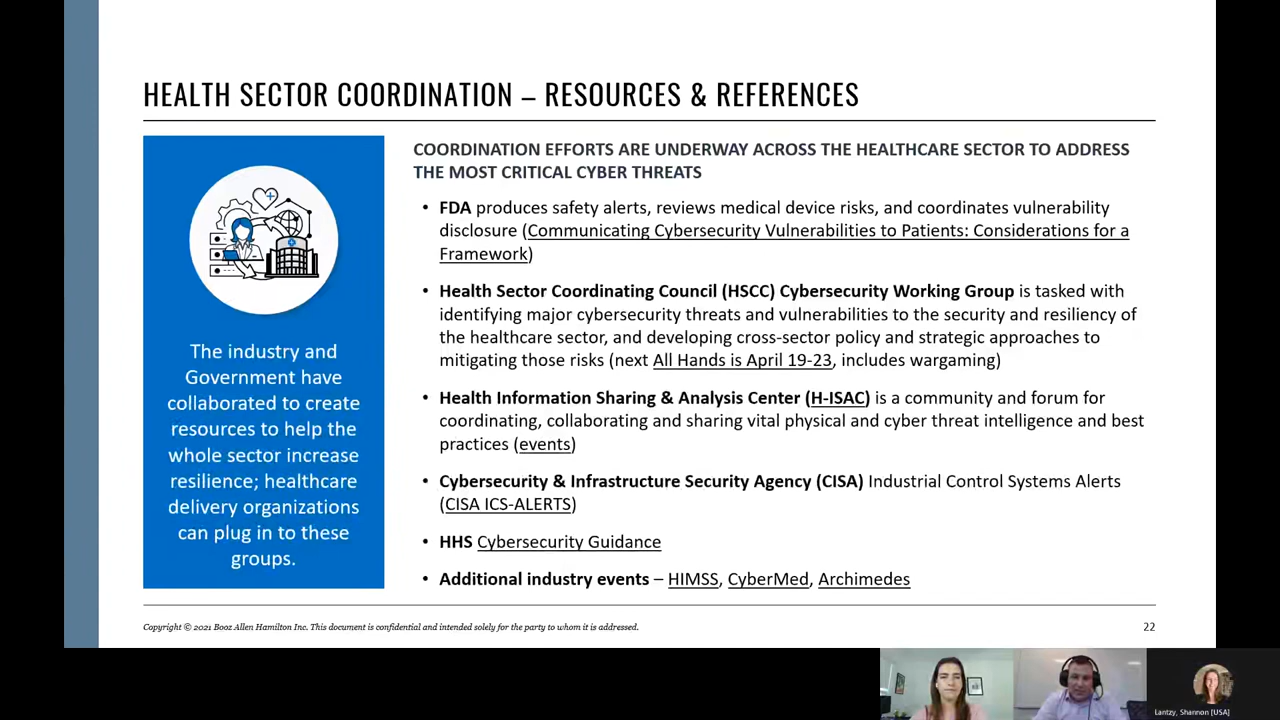 HEALTH SECTOR COORDINATION – RESOURCES & REFERENCES
The industry and
Government have
collaborated to create
resources to help the
whole sector increase
resilience; healthcare
delivery organizations
can plug in to these
groups.
COORDINATION EFFORTS ARE UNDERWAY ACROSS THE HEALTHCARE SECTOR TO ADDRESS
THE MOST CRITICAL CYBER THREATS
• FDA produces safety alerts, reviews medical device risks, and coordinates vulnerability
disclosure (Communicating Cybersecurity Vulnerabilities to Patients: Considerations for a
Framework)
• Health Sector Coordinating Council (HSCC) Cybersecurity Working Group is tasked with
identifying major cybersecurity threats and vulnerabilities to the security and resiliency of
the healthcare sector, and developing cross-sector policy and strategic approaches to
mitigating those risks (next All Hands is April 19-23, includes wargaming)
• Health Information Sharing & Analysis Center (H-ISAC) is a community and forum for
coordinating, collaborating and sharing vital physical and cyber threat intelligence and best
practices (events)
• Cybersecurity & Infrastructure Security Agency (CISA) Industrial Control Systems Alerts
(CISA ICS-ALERTS)
• HHS Cybersecurity Guidance
• Additional industry events – HIMSS, CyberMed, Archimedes
Copyright © 2021 Booz Allen Hamilton Inc. This document is confidential and intended solely for the party to whom it is addressed.
22
Lantzy, Shannon [USA]